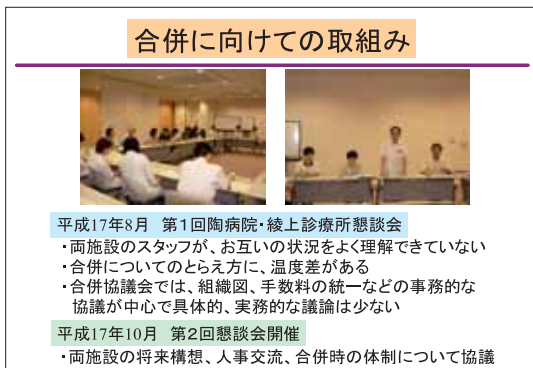 合併に向けての取組み
平成17年8月 第1回陶病院・綾上診療所懇談会
・両施設のスタッフが、お互いの状況をよく理解できていない
・合併についてのとらえ方に、温度差がある
・合併協議会では、組織図、手数料の統一などの事務的な
協議が中心で具体的、実務的な議論は少ない
平成17年10月 第2回懇談会開催
・両施設の将来構想、人事交流、合併時の体制について協議